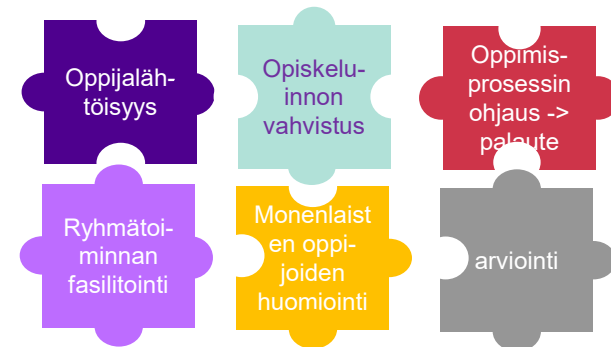 Oppijaläh-
töisyys
Opiskelu-
innon
vahvistus
Oppimis-
prosessin
ohjaus ->
palaute
Ryhmätoi-
minnan
fasilitointi
Monenlaist
en oppi-
joiden
huomiointi
arviointi